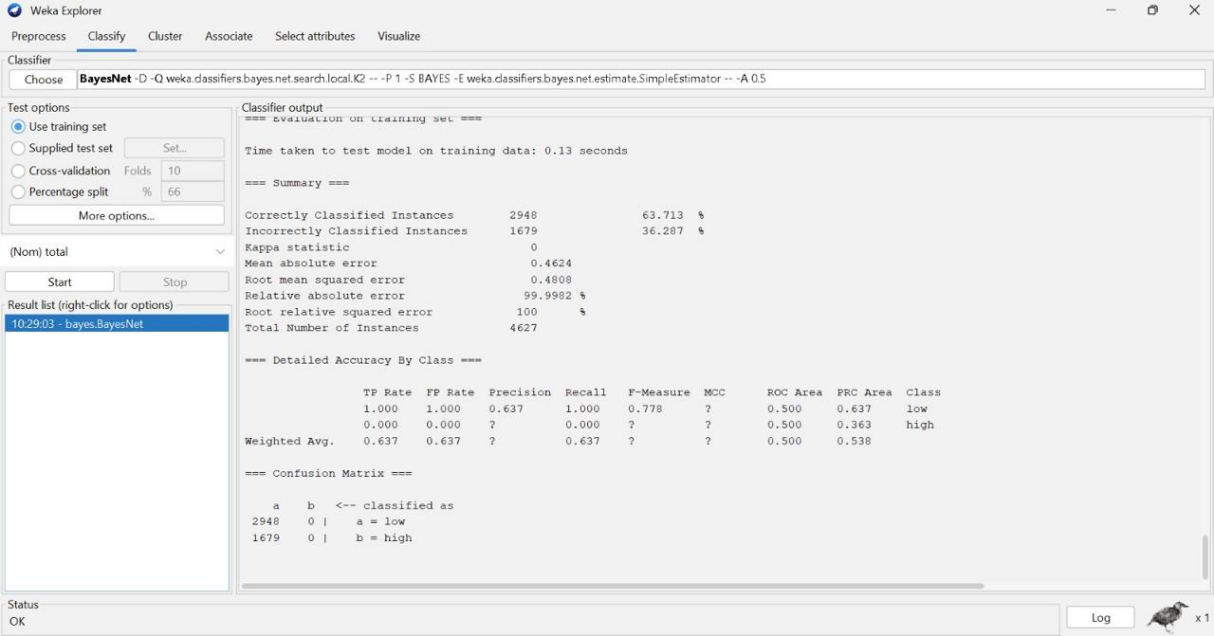 Weka Explorer
Preprocess Classify Cluster Associate Select attributes Visualize
Classifier
Choose BayesNet -D -Q weka.classifiers.bayes.net.search.local.K2 -- -P 1 -S BAYES -E weka.classifiers.bayes.net.estimate.SimpleEstimator -- -A 0.5
Test options
Use training set
Supplied test set Set...
Cross-validation Folds 10
Percentage split % 66
More options...
(Nom) total
Start Stop
Result list (right-click for options)
10:29:03 - bayes.BayesNet
Classifier output
=== Evaluation on training set ===
Time taken to test model on training data: 0.13 seconds
=== Summary ===
Correctly Classified Instances 2948 63.713 %
Incorrectly Classified Instances 1679 36.287 %
Kappa statistic 0
Mean absolute error 0.4624
Root mean squared error 0.4808
Relative absolute error 99.9982 %
Root relative squared error 100 %
Total Number of Instances 4627
=== Detailed Accuracy By Class ===
TP Rate FP Rate Precision Recall F-Measure MCC ROC Area PRC Area Class
1.000 1.000 0.637 1.000 0.778 ? 0.500 0.637 low
0.000 0.000 ? 0.000 ? ? 0.500 0.363 high
Weighted Avg. 0.637 0.637 ? 0.637 ? ? 0.500 0.538
=== Confusion Matrix ===
a b <-- classified as
2948 0 | a = low
1679 0 | b = high
Status
OK
Log
x 1